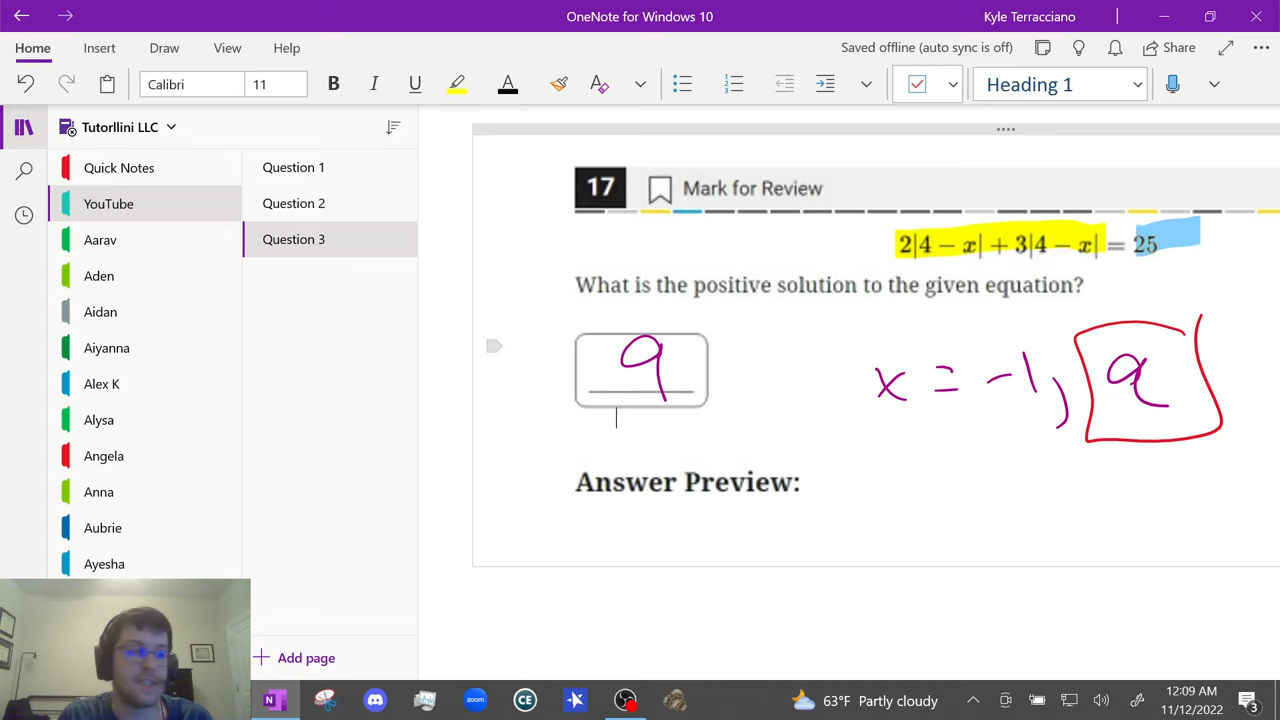 OneNote for Windows 10
Kyle Terracciano
Home Insert Draw View Help
Saved offline (auto sync is off)
Share
Calibri 11 B I U A A
Heading 1
Tutorllini LLC
Quick Notes
YouTube
Aarav
Aden
Aidan
Aiyanna
Alex K
Alysa
Angela
Anna
Aubrie
Ayesha
Question 1
Question 2
Question 3
Add page
17 Mark for Review
2|4 − x| + 3|4 − x| = 25
What is the positive solution to the given equation?
9
x = -1, 9
Answer Preview:
N zoom CE
63°F Partly cloudy
12:09 AM
11/12/2022
3